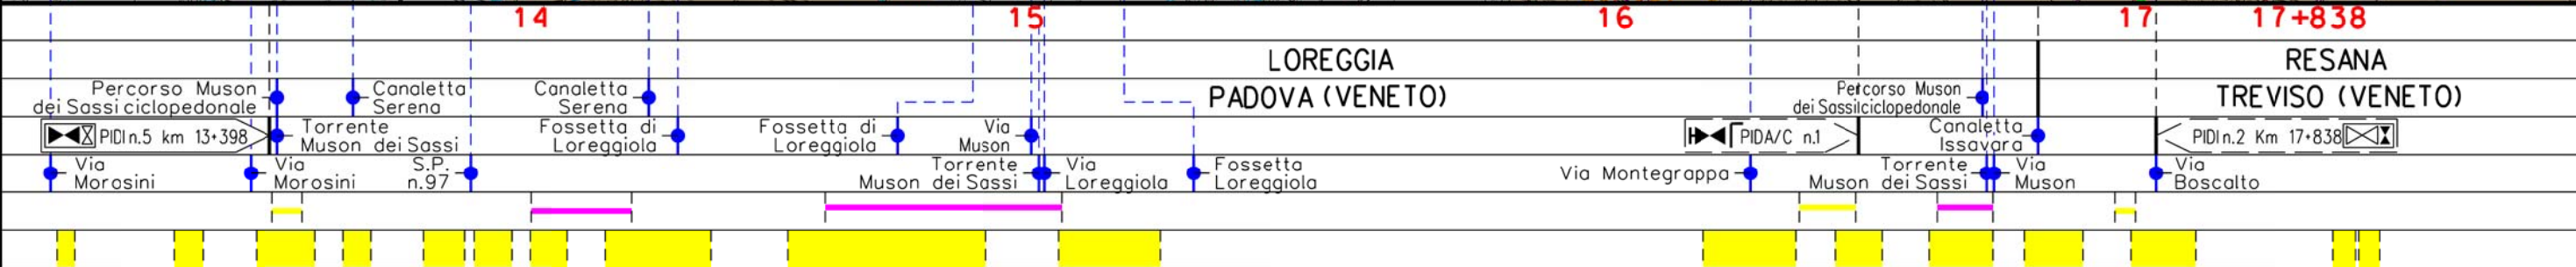 14 15 16 17 17+838
LOREGGIA RESANA
Percorso Muson
dei Sassi ciclopedonale
Canaletta
Serena
Canaletta
Serena
PADOVA (VENETO)
Percorso Muson
dei Sassi ciclopedonale
TREVISO (VENETO)
PIDI n.5 km 13+398
Torrente
Muson dei Sassi
Fossetta di
Loreggiola
Fossetta di
Loreggiola
Via
Muson
PIDA/C n.1
Canaletta
Issavara
PIDI n.2 Km 17+838
Via
Morosini
Via
Morosini
S.P.
n.97
Torrente
Muson dei Sassi
Via
Loreggiola
Fossetta
Loreggiola
Via Montegrappa
Torrente
Muson dei Sassi
Via
Muson
Via
Boscalto